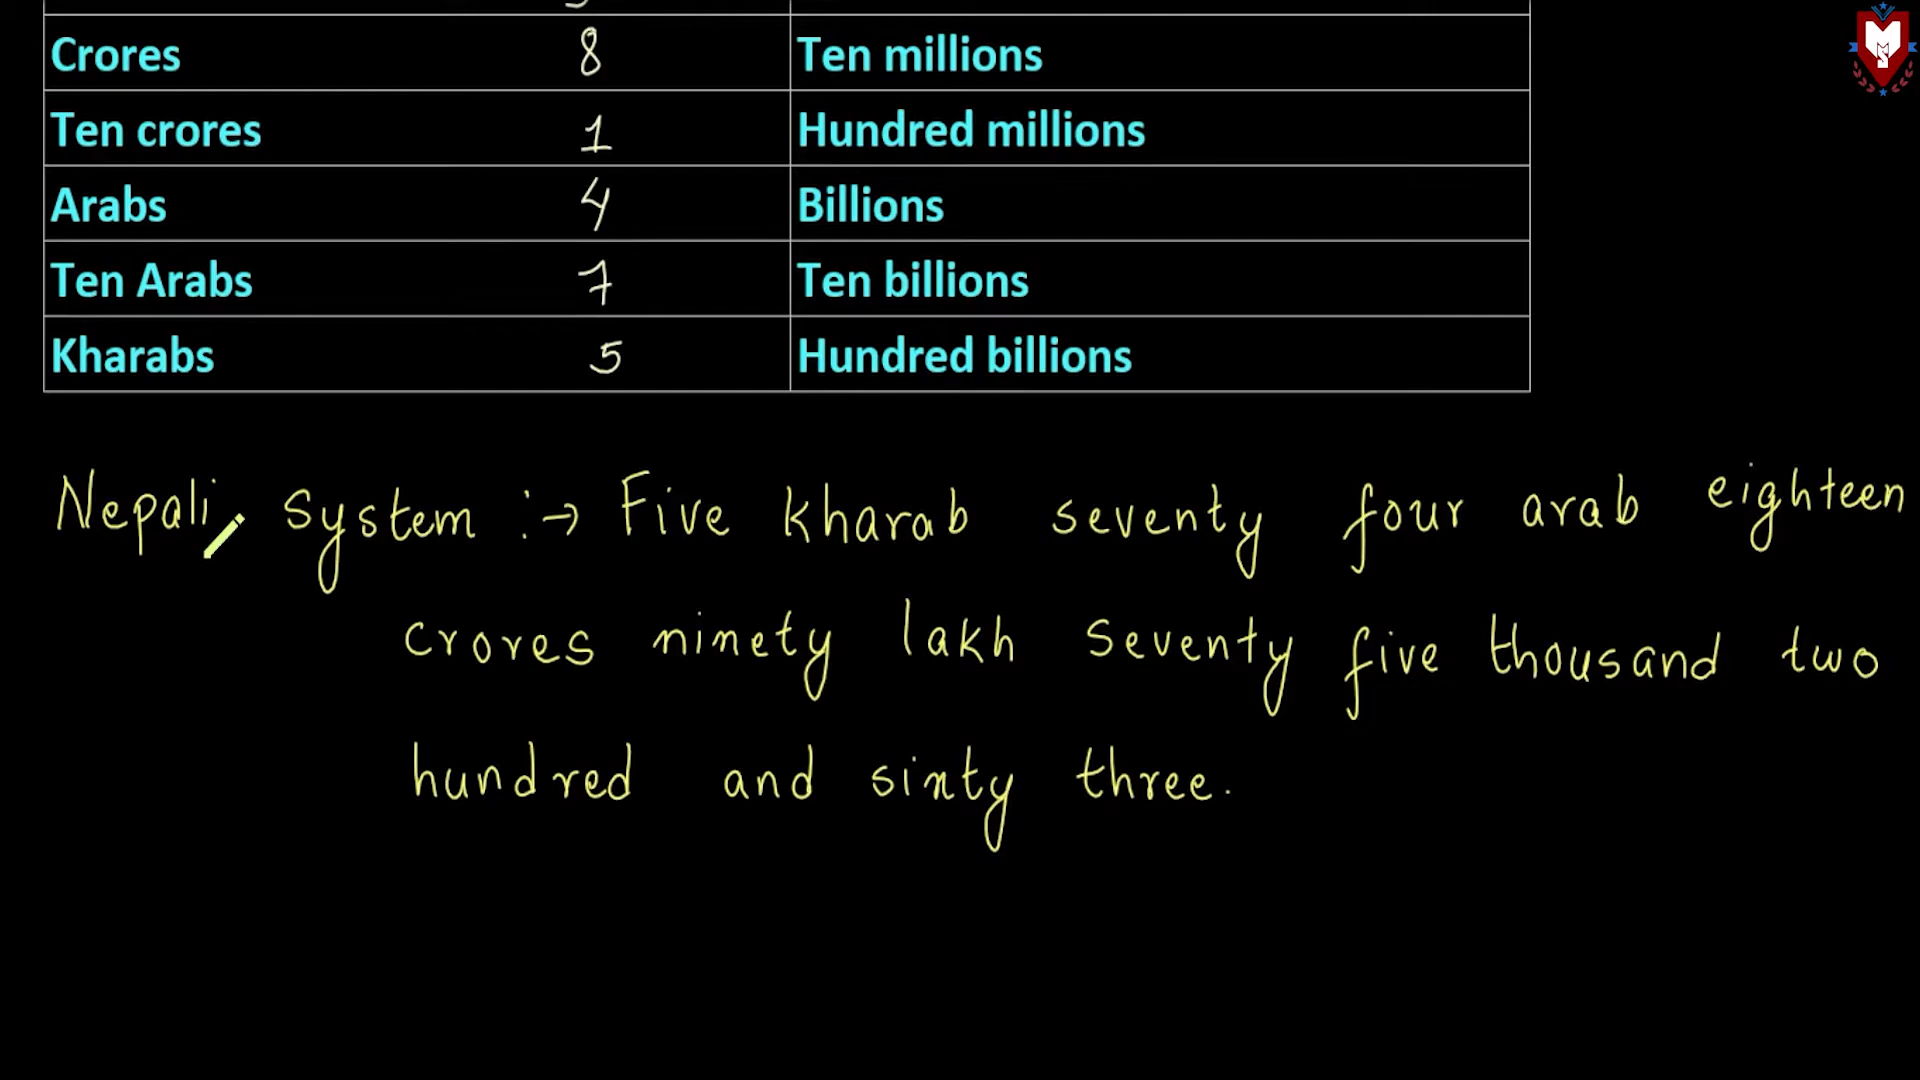 Crores 8 Ten millions
Ten crores 1 Hundred millions
Arabs 4 Billions
Ten Arabs 7 Ten billions
Kharabs 5 Hundred billions
Nepali system :→ Five kharab seventy four arab eighteen
crores ninety lakh seventy five thousand two
hundred and sixty three.